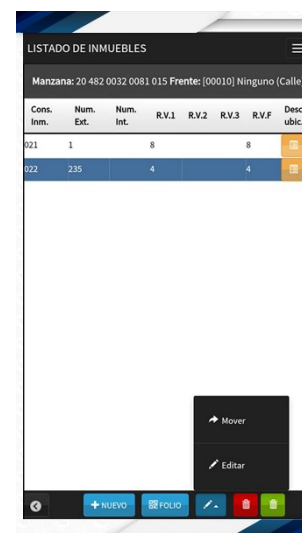 LISTADO DE INMUEBLES
Manzana: 20 482 0032 0081 015 Frente: [00010] Ninguno (Calle
Cons. Inm. Num. Ext. Num. Int. R.V.1 R.V.2 R.V.3 R.V.F Desc ubic.
021 1 8 8
022 235 4 4
Mover
Editar
NUEVO FOLIO